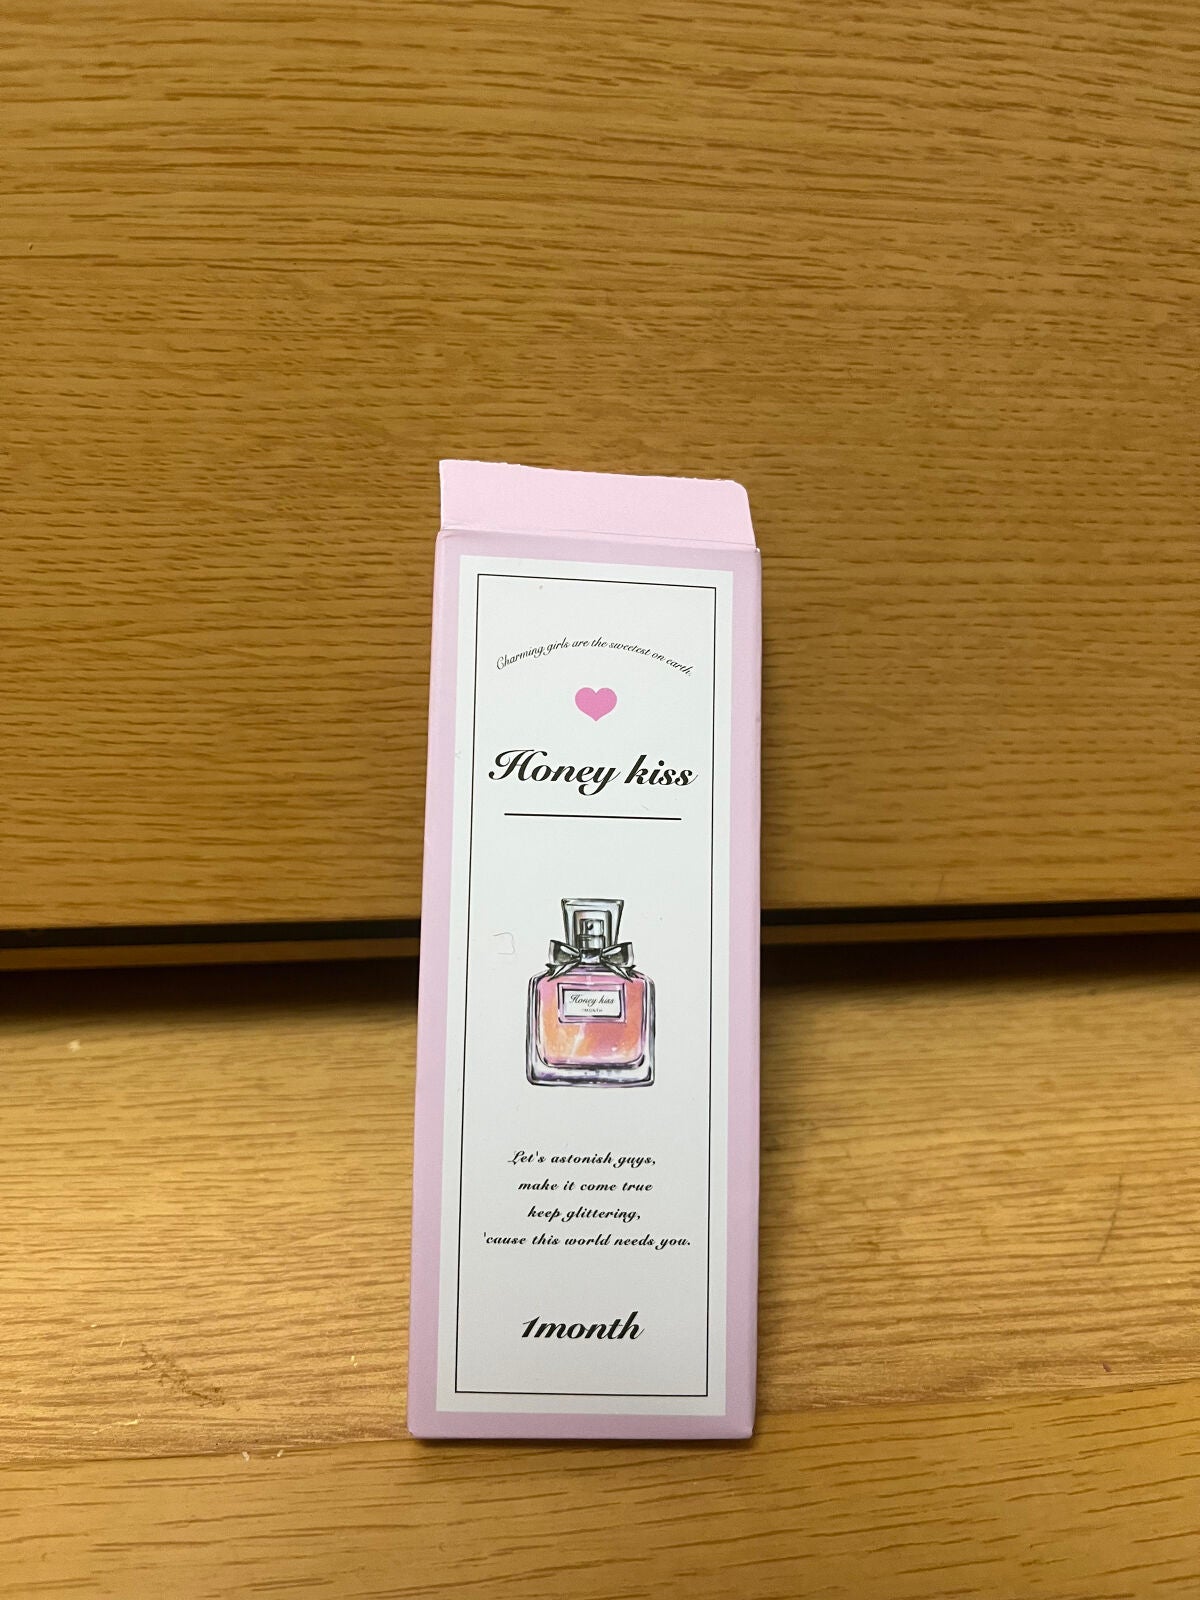 Charming girls are the sweetest on earth.
Honey kiss
Honey kiss
1MONTH
Let's astonish guys,
make it come true
keep glittering,
'cause this world needs you.
1month